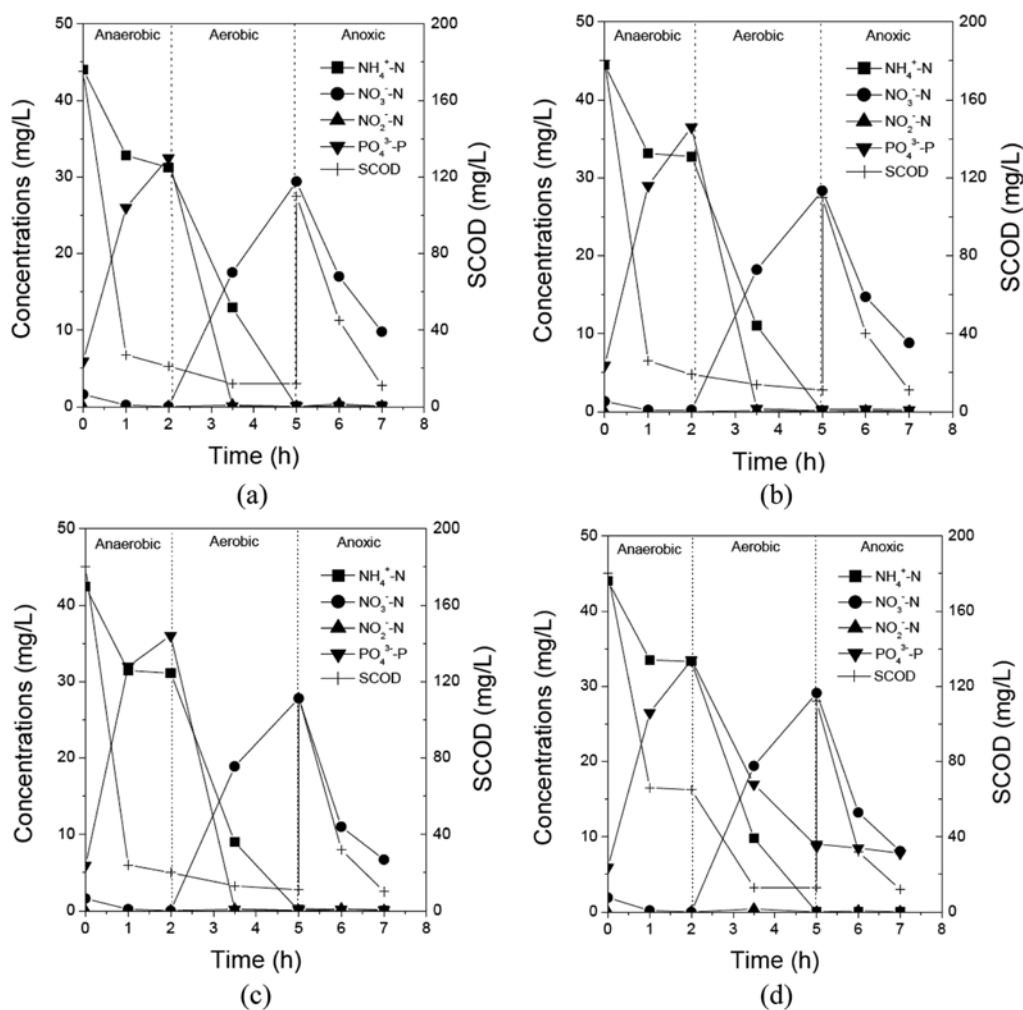 50
200
Anaerobic Aerobic Anoxic
NH₄⁺-N
NO₃⁻-N
NO₂⁻-N
PO₄³⁻-P
SCOD
40
160
30
120
20
80
10
40
0
0
Concentrations (mg/L)
SCOD (mg/L)
0 1 2 3 4 5 6 7 8
Time (h)
(a)
50
200
Anaerobic Aerobic Anoxic
NH₄⁺-N
NO₃⁻-N
NO₂⁻-N
PO₄³⁻-P
SCOD
40
160
30
120
20
80
10
40
0
0
Concentrations (mg/L)
SCOD (mg/L)
0 1 2 3 4 5 6 7 8
Time (h)
(b)
50
200
Anaerobic Aerobic Anoxic
NH₄⁺-N
NO₃⁻-N
NO₂⁻-N
PO₄³⁻-P
SCOD
40
160
30
120
20
80
10
40
0
0
Concentrations (mg/L)
SCOD (mg/L)
0 1 2 3 4 5 6 7 8
Time (h)
(c)
50
200
Anaerobic Aerobic Anoxic
NH₄⁺-N
NO₃⁻-N
NO₂⁻-N
PO₄³⁻-P
SCOD
40
160
30
120
20
80
10
40
0
0
Concentrations (mg/L)
SCOD (mg/L)
0 1 2 3 4 5 6 7 8
Time (h)
(d)